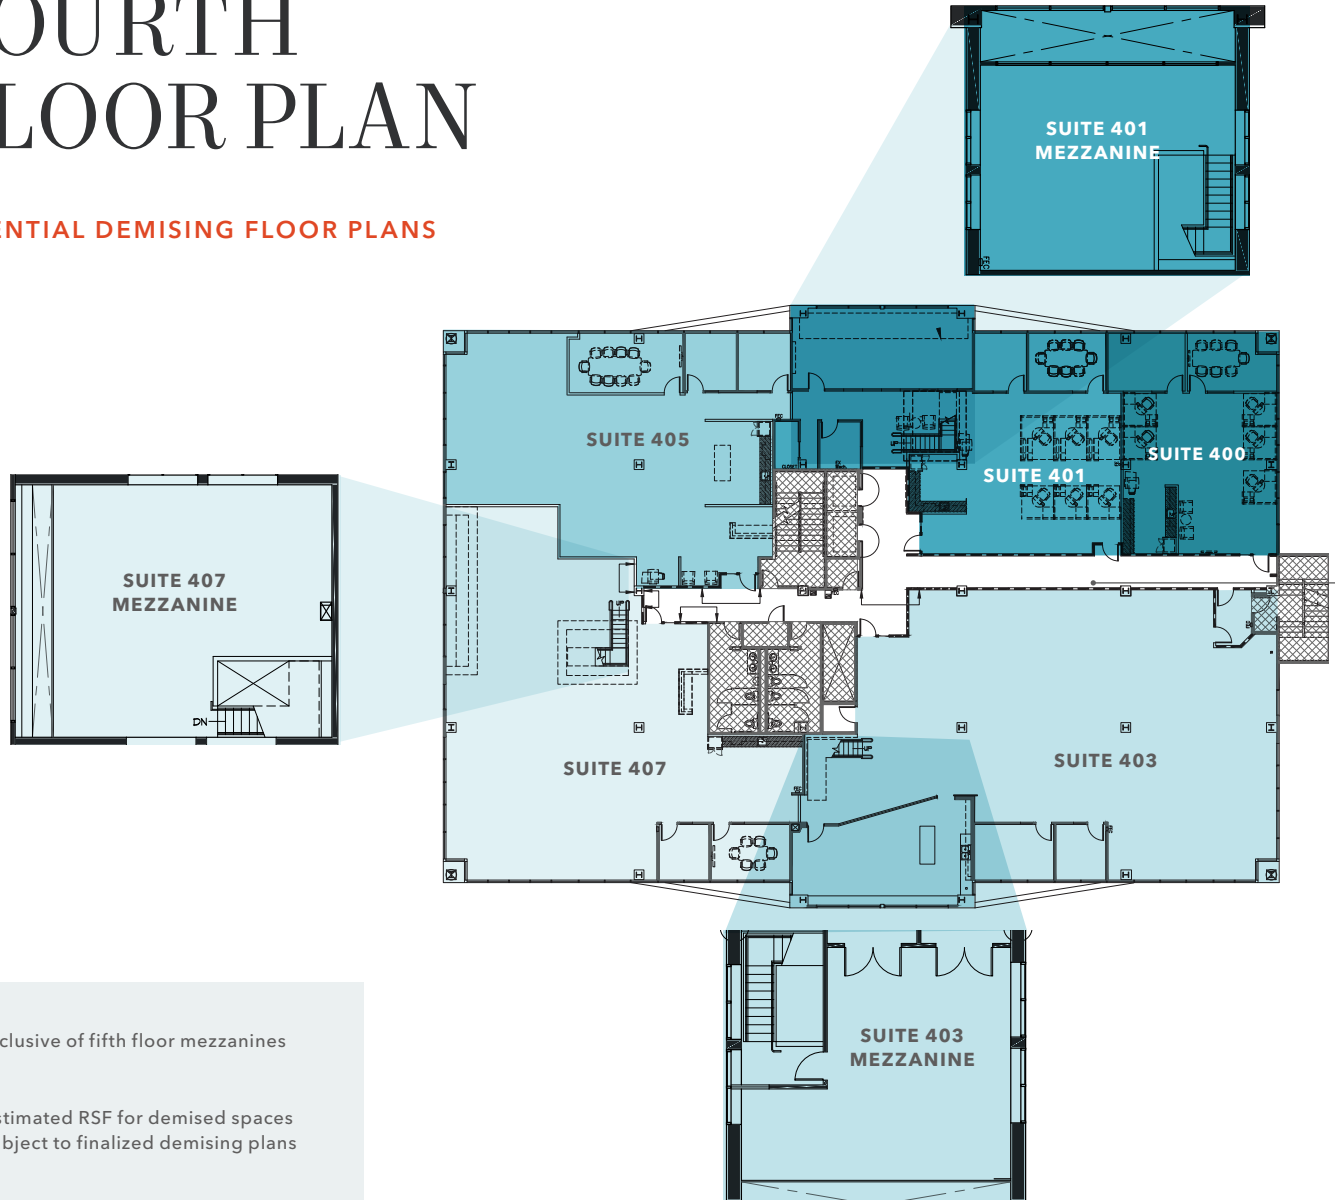 OURTH
LOOR PLAN
ENTIAL DEMISING FLOOR PLANS
SUITE 401
MEZZANINE
FEC
SUITE 405
SUITE 401
SUITE 400
SUITE 407
MEZZANINE
DN
SUITE 407
SUITE 403
SUITE 403
MEZZANINE
clusive of fifth floor mezzanines
stimated RSF for demised spaces
bject to finalized demising plans